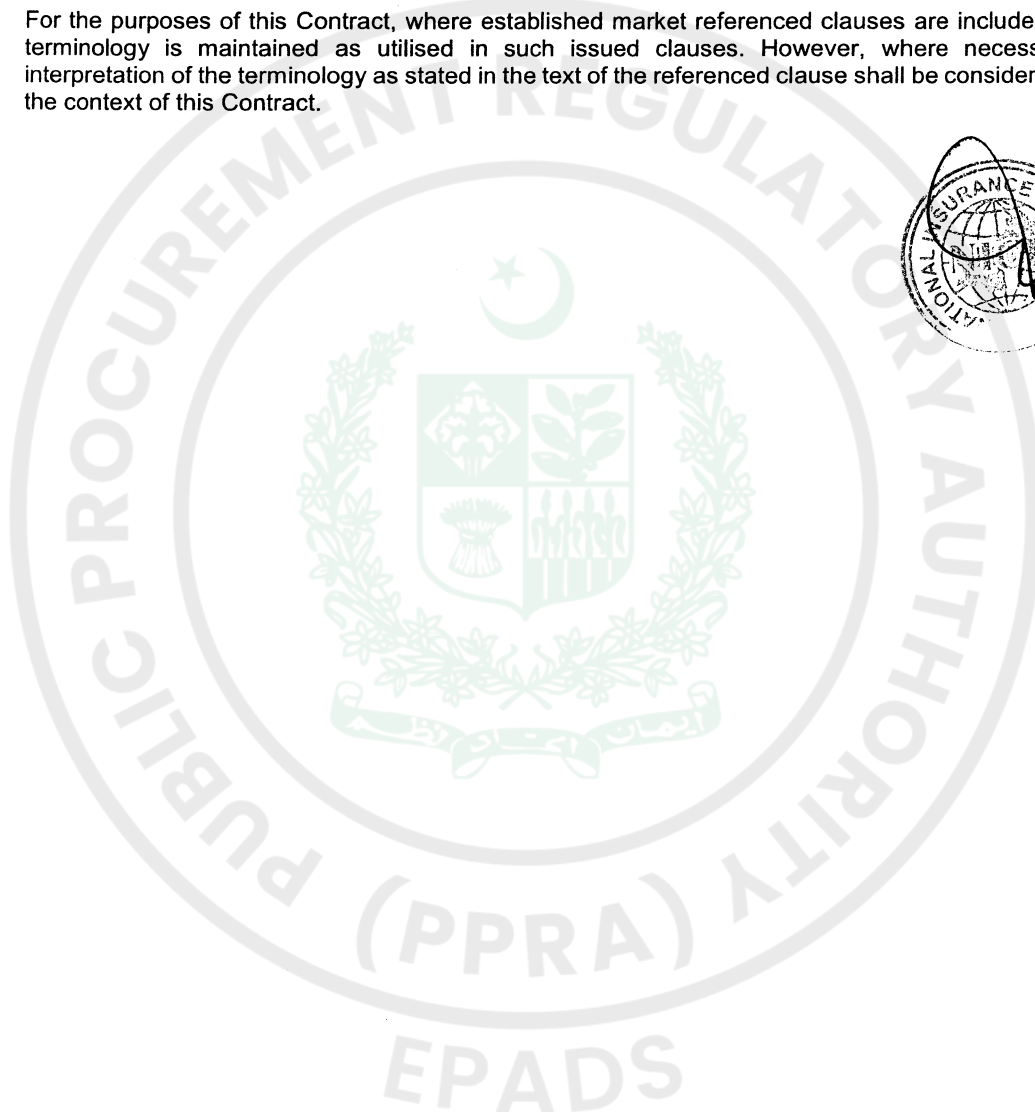 For the purposes of this Contract, where established market referenced clauses are include
terminology is maintained as utilised in such issued clauses. However, where necess
interpretation of the terminology as stated in the text of the referenced clause shall be consider
the context of this Contract.
NATIONAL INSURANCE
PUBLIC PROCUREMENT REGULATORY AUTHORITY
(PPRA)
EPADS